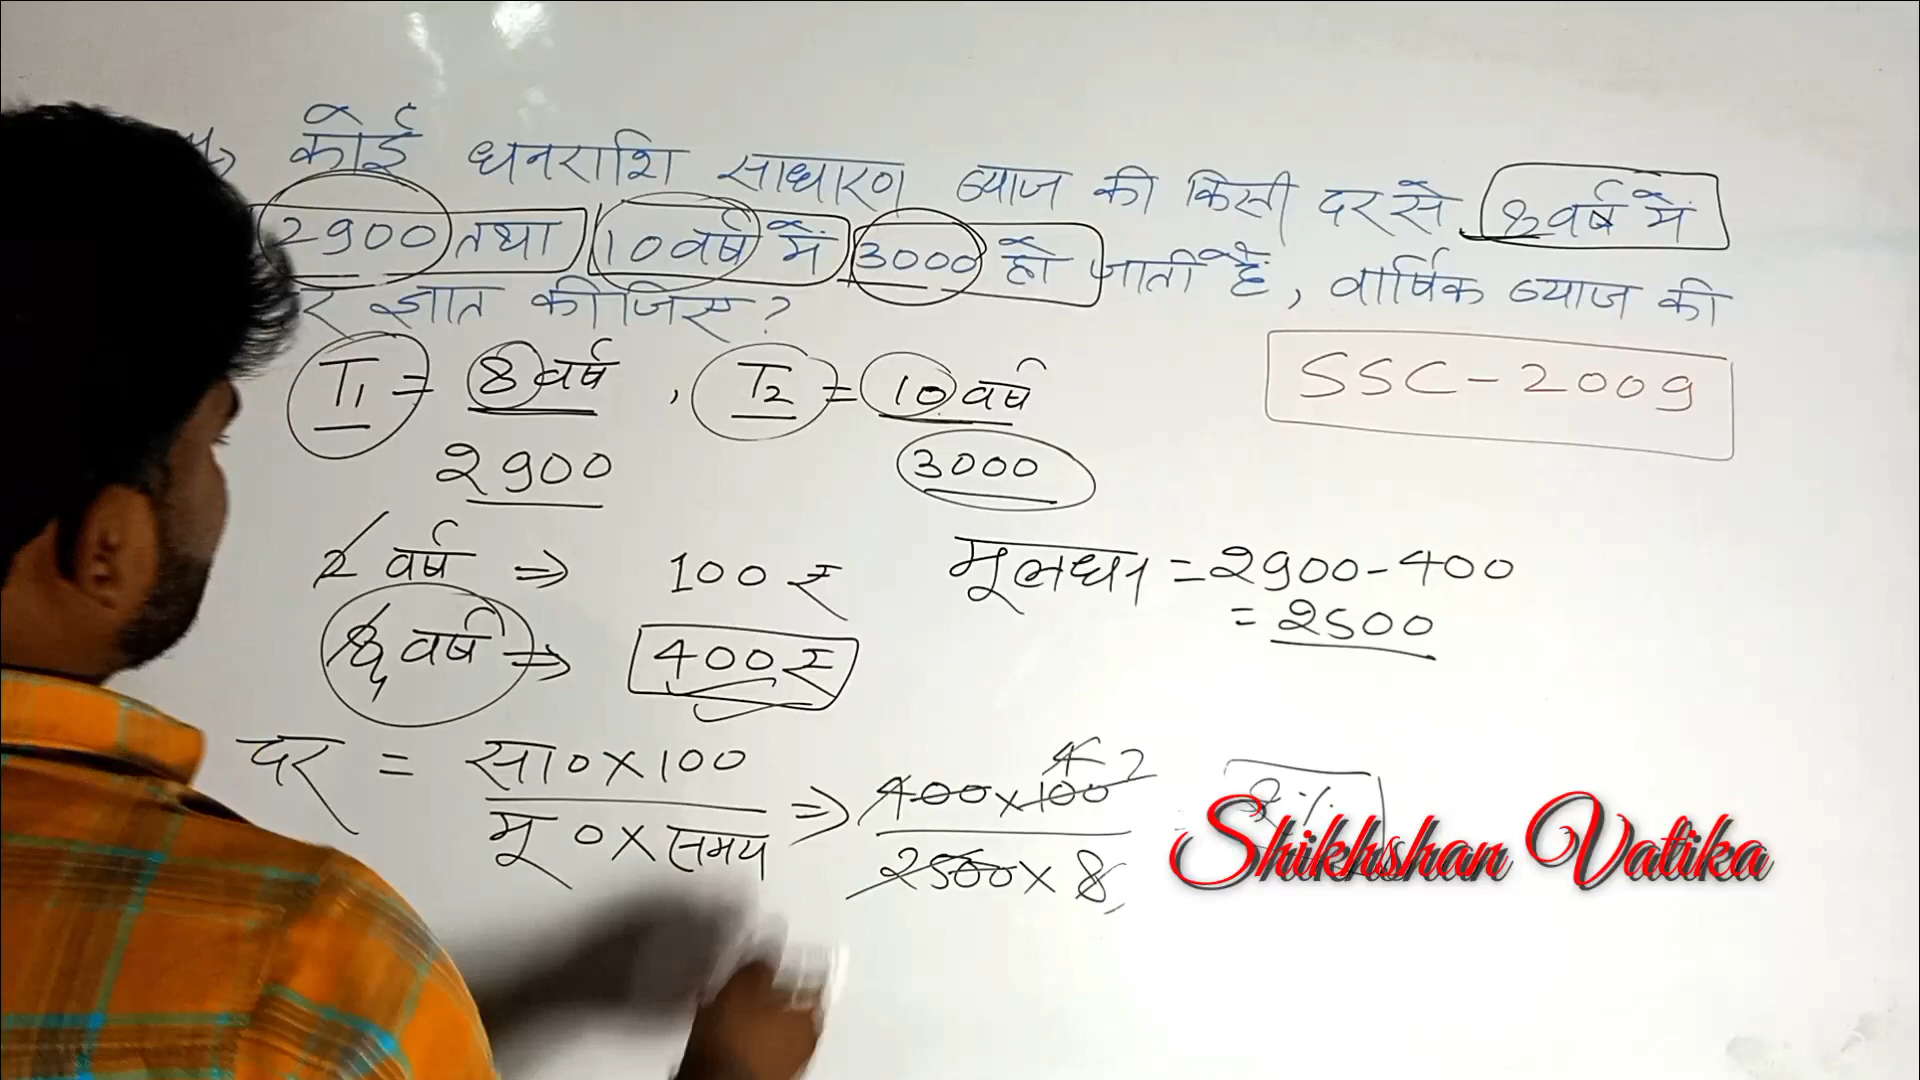 कोई धनराशि साधारण ब्याज की किसी दर से 8 वर्ष में
2900 तथा 10 वर्ष में 3000 हो जाती है, वार्षिक ब्याज की
ज्ञात कीजिए?
SSC-2009
T1 = 8 वर्ष , T2 = 10 वर्ष
2900 3000
2 वर्ष ⇒ 100 ₹
8 वर्ष ⇒ 400 ₹
मूलधन = 2900-400
= 2500
दर = सा०×100 / मू०×समय ⇒ 400×100 / 2500×8
4 2
Shikhshan Vatika